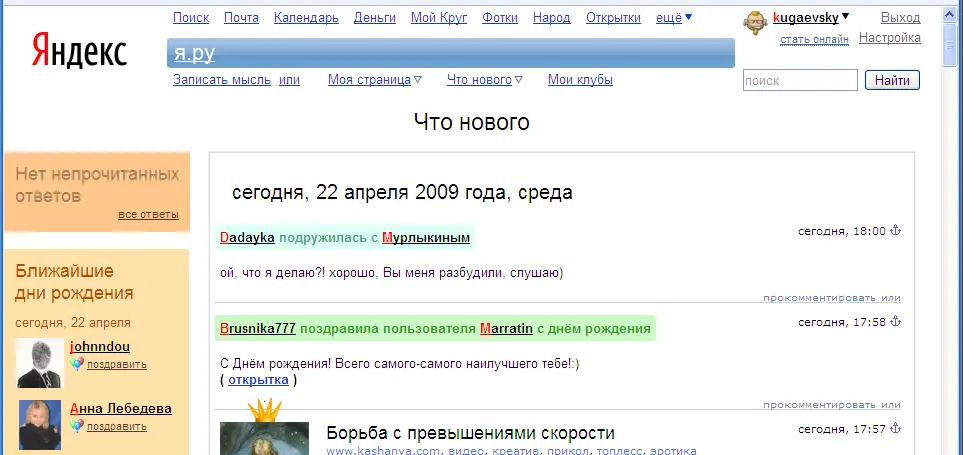 Яндекс
Поиск Почта Календарь Деньги Мой Круг Фотки Народ Открытки ещё
kugaevsky Выход
стать онлайн Настройка
я.ру
Записать мысль или Моя страница Что нового Мои клубы
поиск Найти
Что нового
Нет непрочитанных
ответов
все ответы
Ближайшие
дни рождения
сегодня, 22 апреля
johnndou
поздравить
Анна Лебедева
поздравить
сегодня, 22 апреля 2009 года, среда
Dadayka подружилась с Мурлыкиным сегодня, 18:00
ой, что я делаю?! хорошо, Вы меня разбудили, слушаю)
прокомментировать или
Brusnika777 поздравила пользователя Marratin с днём рождения сегодня, 17:58
С Днём рождения! Всего самого-самого наилучшего тебе!:)
( открытка )
прокомментировать или
Борьба с превышениями скорости сегодня, 17:57
www.kashanya.com, видео, креатив, прикол, топлесс, эротика